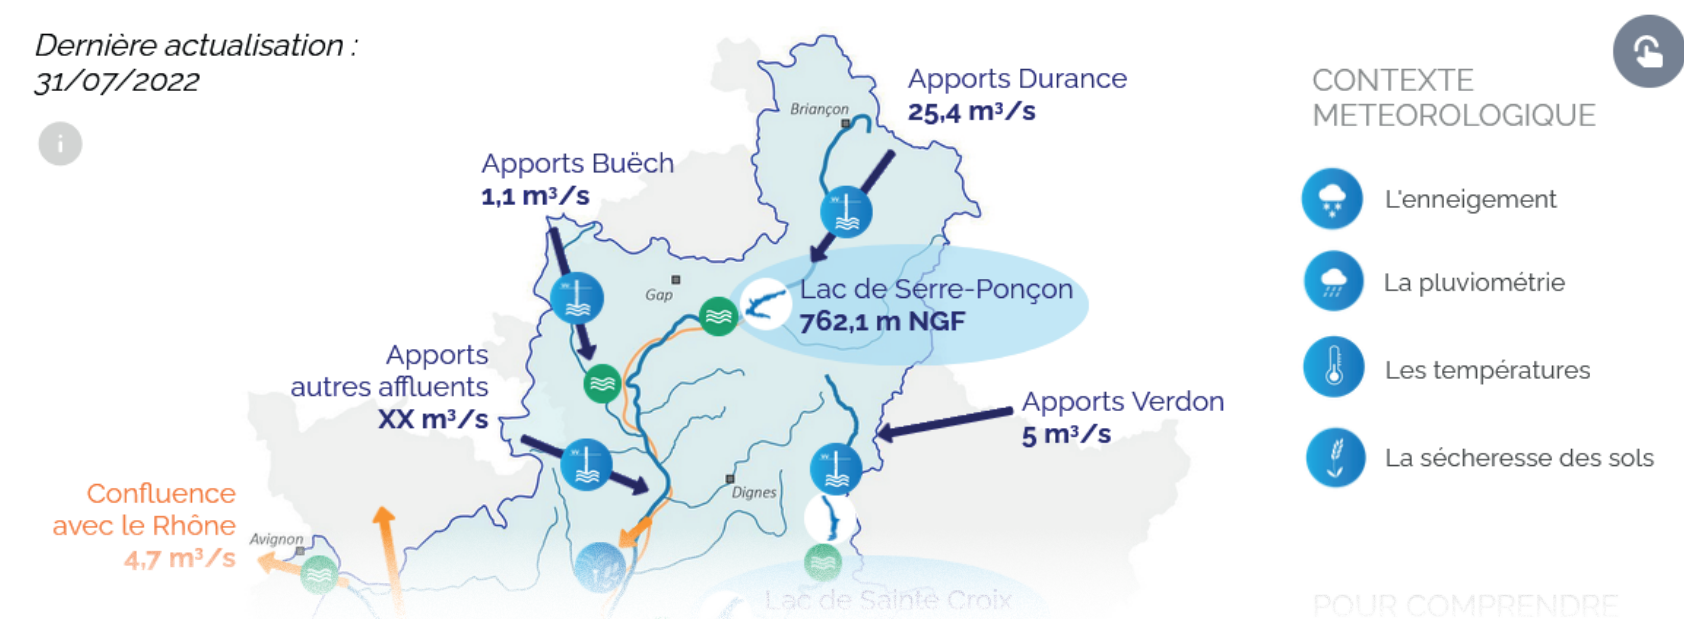 Dernière actualisation :
31/07/2022
Apports Durance
25,4 m³/s
Briançon
Apports Buëch
1,1 m³/s
Gap
Lac de Serre-Ponçon
762,1 m NGF
Apports
autres affluents
XX m³/s
Apports Verdon
5 m³/s
Dignes
Confluence
avec le Rhône
4,7 m³/s
Avignon
Lac de Sainte Croix
CONTEXTE
METEOROLOGIQUE
L'enneigement
La pluviométrie
Les températures
La sécheresse des sols
POUR COMPRENDRE